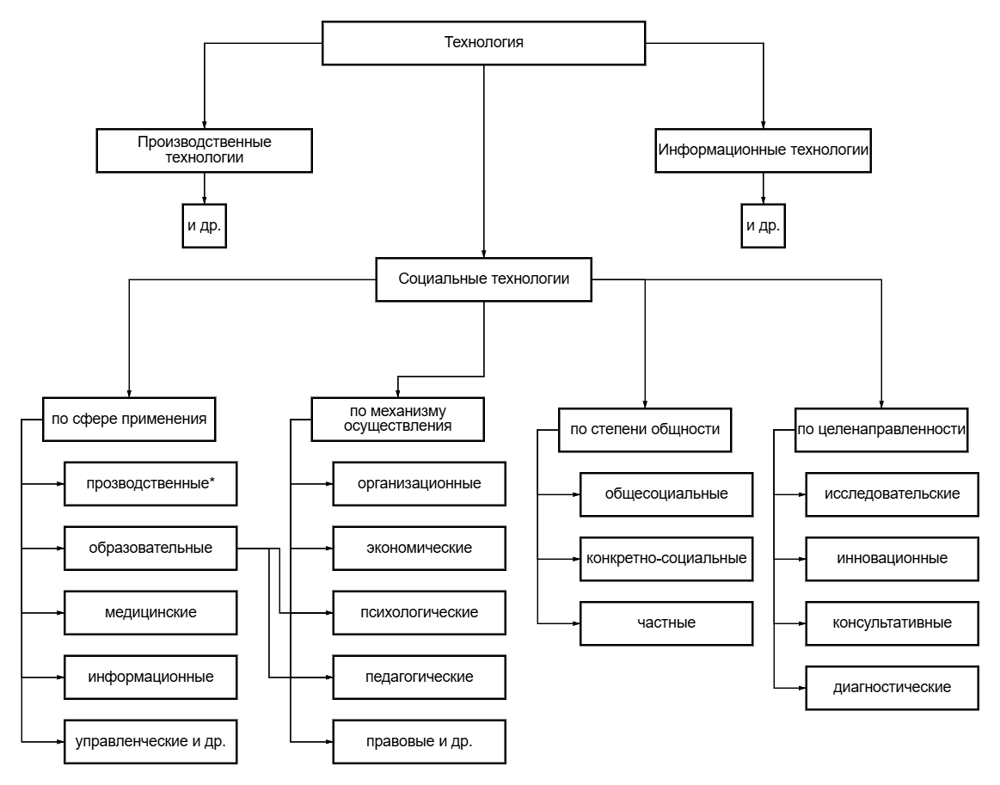 Технология
Производственные
технологии
Информационные технологии
и др.
и др.
Социальные технологии
по сфере применения
прозводственные*
образовательные
медицинские
информационные
управленческие и др.
по механизму
осуществления
организационные
экономические
психологические
педагогические
правовые и др.
по степени общности
общесоциальные
конкретно-социальные
частные
по целенаправленности
исследовательские
инновационные
консультативные
диагностические